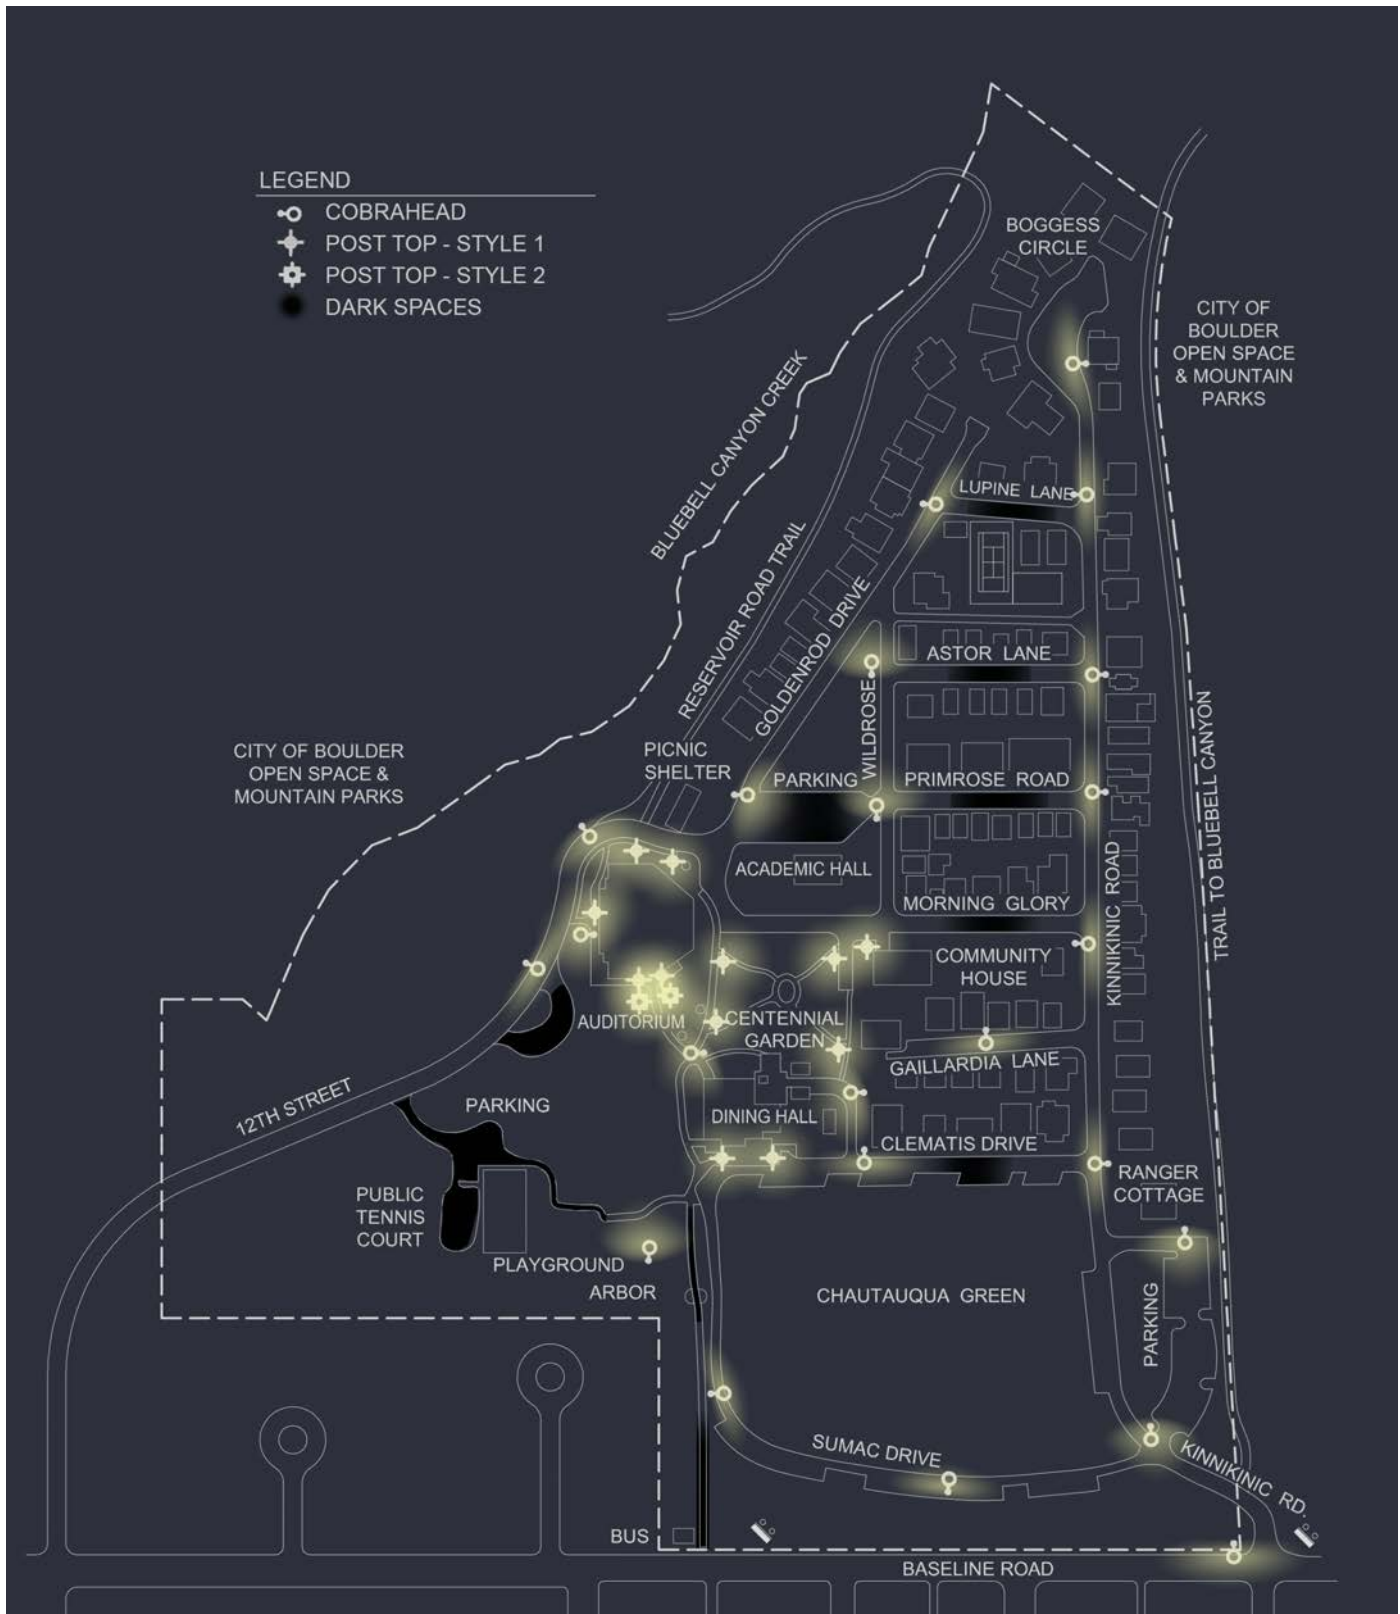 LEGEND
COBRAHEAD
POST TOP - STYLE 1
POST TOP - STYLE 2
DARK SPACES
BOGGESS
CIRCLE
CITY OF
BOULDER
OPEN SPACE
& MOUNTAIN
PARKS
BLUEBELL CANYON CREEK
LUPINE LANE
RESERVOIR ROAD TRAIL
GOLDENROD DRIVE
ASTOR LANE
WILDROSE
TRAIL TO BLUEBELL CANYON
CITY OF BOULDER
OPEN SPACE &
MOUNTAIN PARKS
PICNIC
SHELTER
PARKING
PRIMROSE ROAD
ACADEMIC HALL
MORNING GLORY
KINNIKINIC ROAD
COMMUNITY
HOUSE
AUDITORIUM
CENTENNIAL
GARDEN
GAILLARDIA LANE
12TH STREET
PARKING
DINING HALL
CLEMATIS DRIVE
RANGER
COTTAGE
PUBLIC
TENNIS
COURT
PLAYGROUND
ARBOR
CHAUTAUQUA GREEN
PARKING
SUMAC DRIVE
KINNIKINIC RD.
BUS
BASELINE ROAD